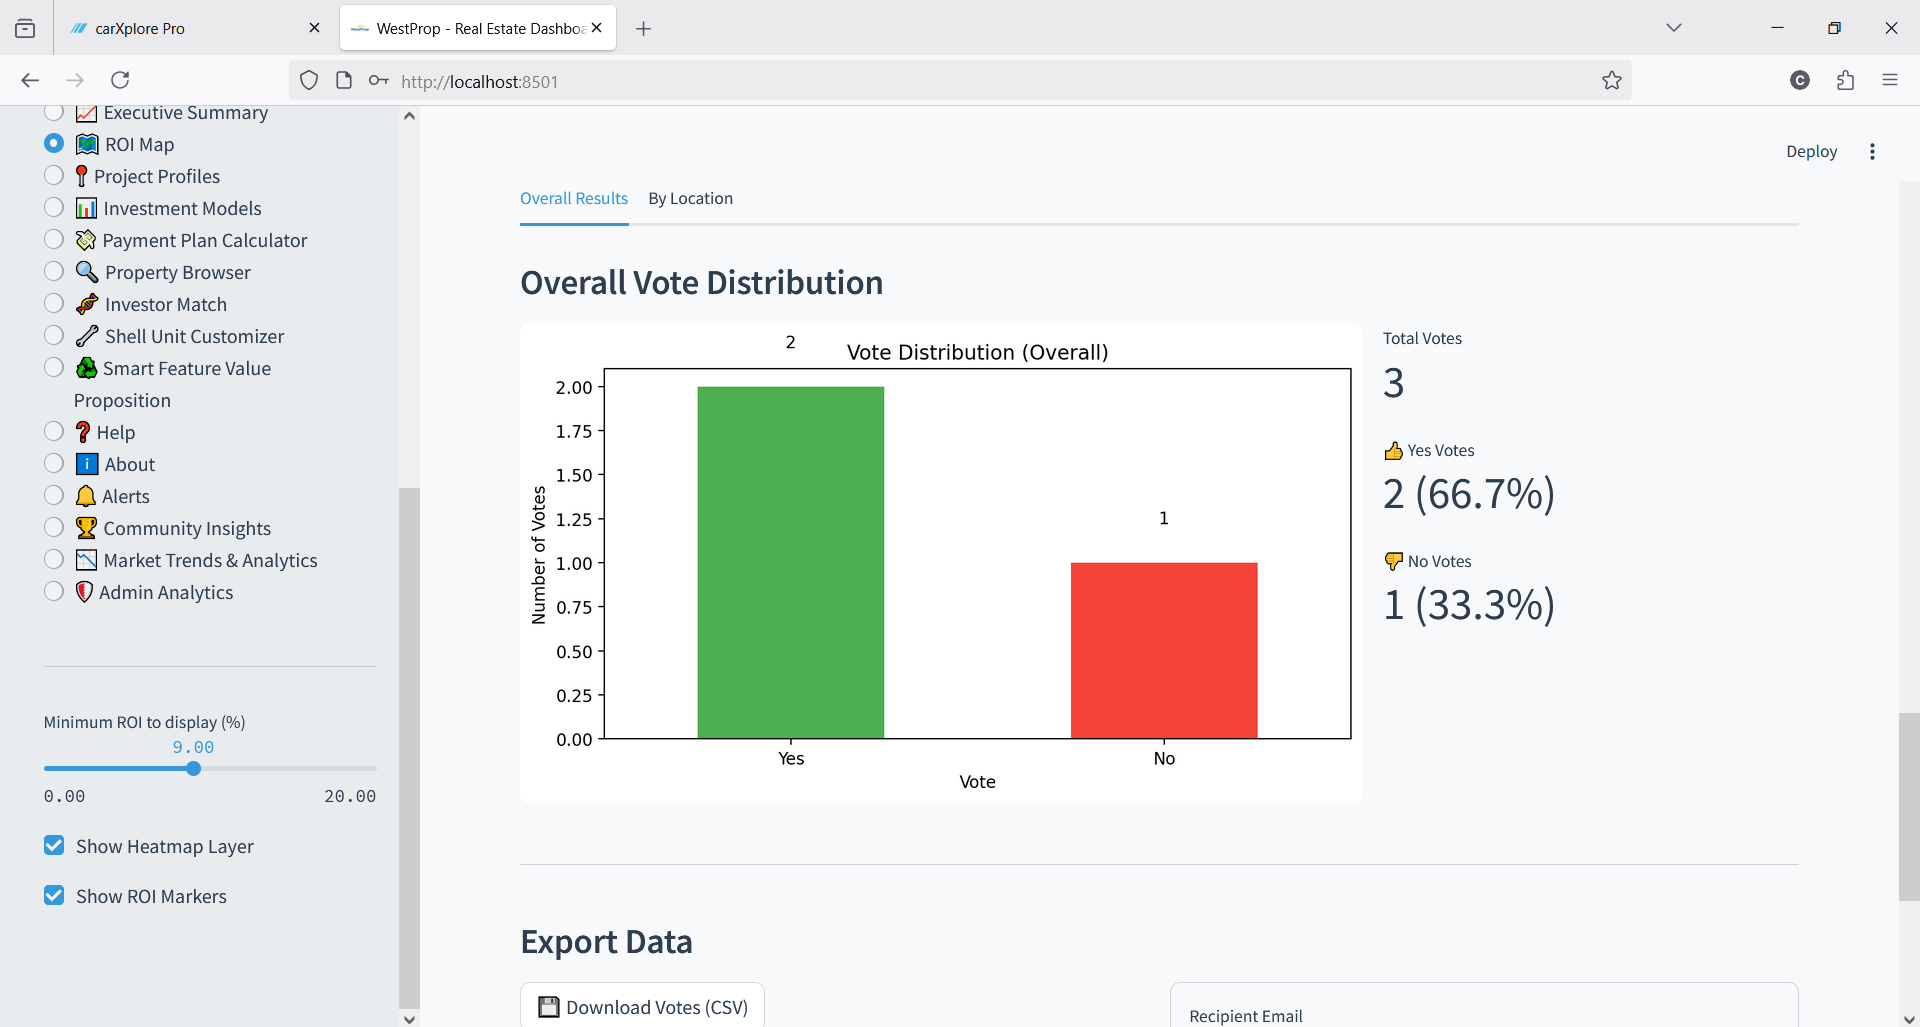 carXplore Pro
WestProp - Real Estate Dashboa
http://localhost:8501
C
Executive Summary
ROI Map
Project Profiles
Investment Models
Payment Plan Calculator
Property Browser
Investor Match
Shell Unit Customizer
Smart Feature Value
Proposition
Help
About
Alerts
Community Insights
Market Trends & Analytics
Admin Analytics
Minimum ROI to display (%)
9.00
0.00 20.00
Show Heatmap Layer
Show ROI Markers
Deploy
Overall Results By Location
Overall Vote Distribution
Vote Distribution (Overall)
2
1
2.00
1.75
1.50
1.25
1.00
0.75
0.50
0.25
0.00
Number of Votes
Yes No
Vote
Total Votes
3
Yes Votes
2 (66.7%)
No Votes
1 (33.3%)
Export Data
Download Votes (CSV)
Recipient Email